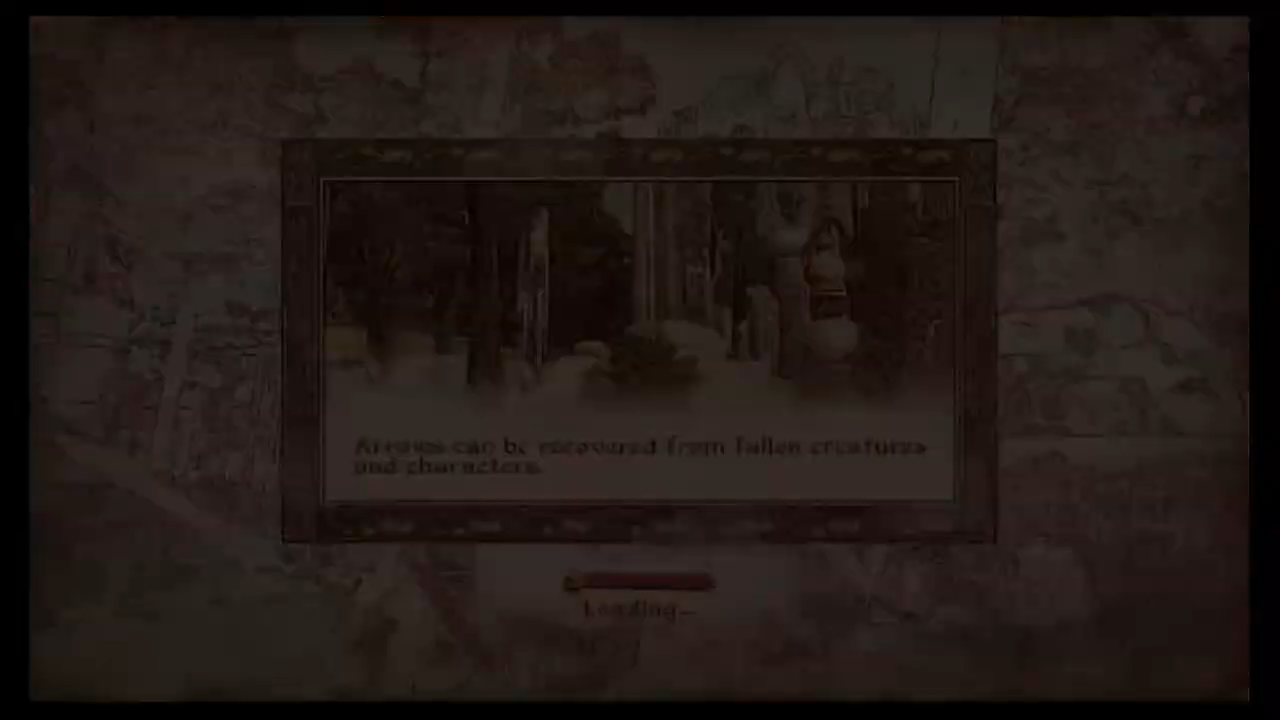 Arrows can be recovered from fallen creatures
and characters.
Loading...